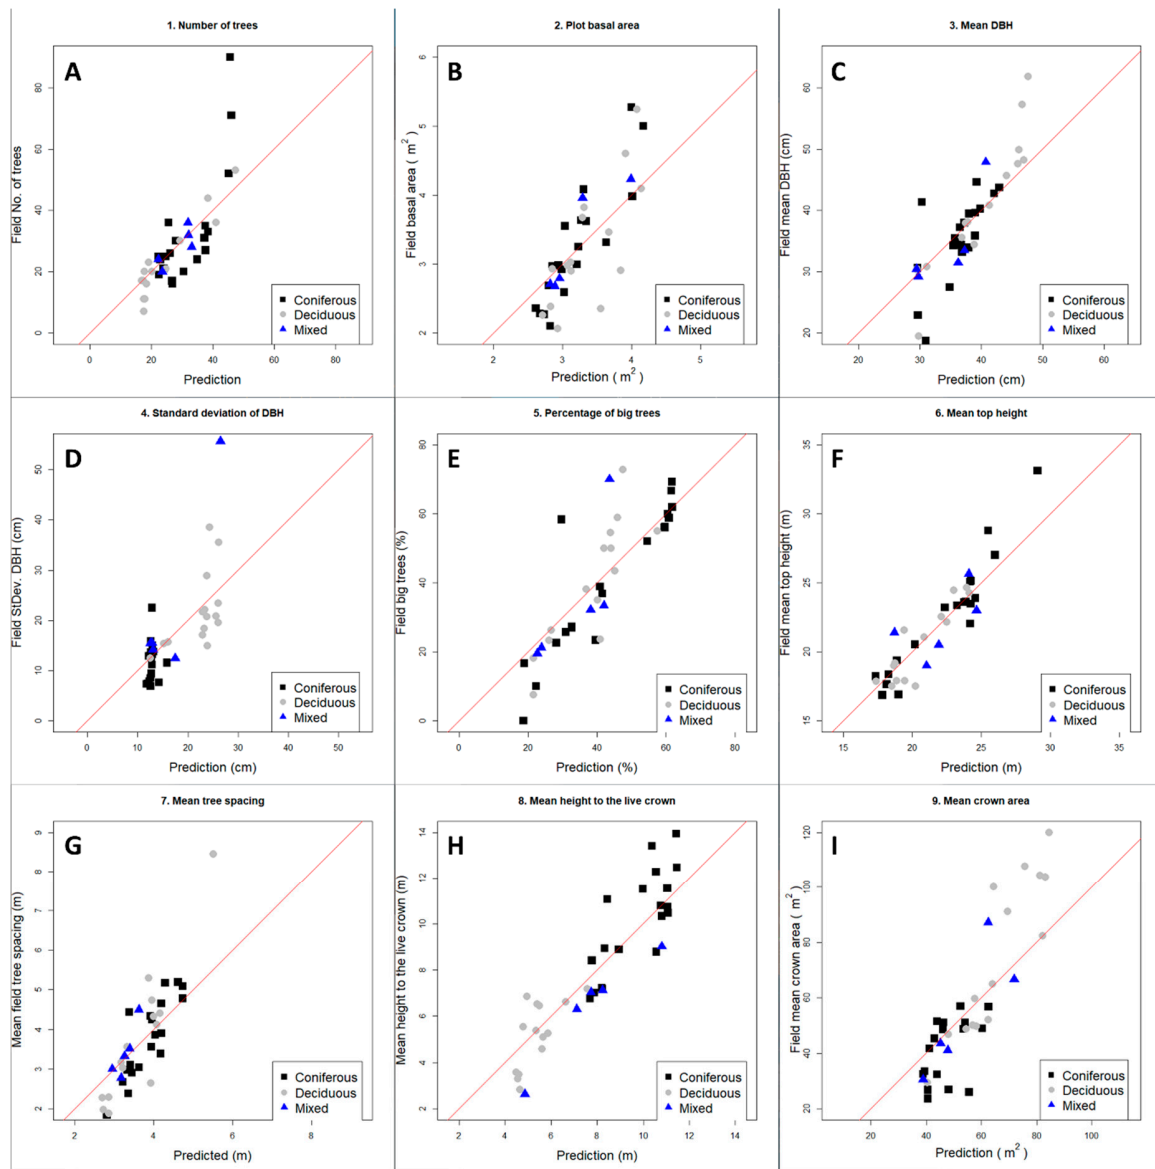 1. Number of trees
A
Field No. of trees
80
60
40
20
0
0 20 40 60 80
Prediction
Coniferous
Deciduous
Mixed
2. Plot basal area
B
Field basal area ( m²)
6
5
4
3
2
2 3 4 5
Prediction ( m²)
Coniferous
Deciduous
Mixed
3. Mean DBH
C
Field mean DBH (cm)
60
50
40
30
20
20 30 40 50 60
Prediction (cm)
Coniferous
Deciduous
Mixed
4. Standard deviation of DBH
D
Field StDev. DBH (cm)
50
40
30
20
10
0
0 10 20 30 40 50
Prediction (cm)
Coniferous
Deciduous
Mixed
5. Percentage of big trees
E
Field big trees (%)
80
60
40
20
0
0 20 40 60 80
Prediction (%)
Coniferous
Deciduous
Mixed
6. Mean top height
F
Field mean top height (m)
35
30
25
20
15
15 20 25 30 35
Prediction (m)
Coniferous
Deciduous
Mixed
7. Mean tree spacing
G
Mean field tree spacing (m)
9
8
7
6
5
4
3
2
2 4 6 8
Predicted (m)
Coniferous
Deciduous
Mixed
8. Mean height to the live crown
H
Mean height to the live crown (m)
14
12
10
8
6
4
2
2 4 6 8 10 12 14
Prediction (m)
Coniferous
Deciduous
Mixed
9. Mean crown area
I
Field mean crown area ( m²)
120
100
80
60
40
20
20 40 60 80 100
Prediction ( m²)
Coniferous
Deciduous
Mixed